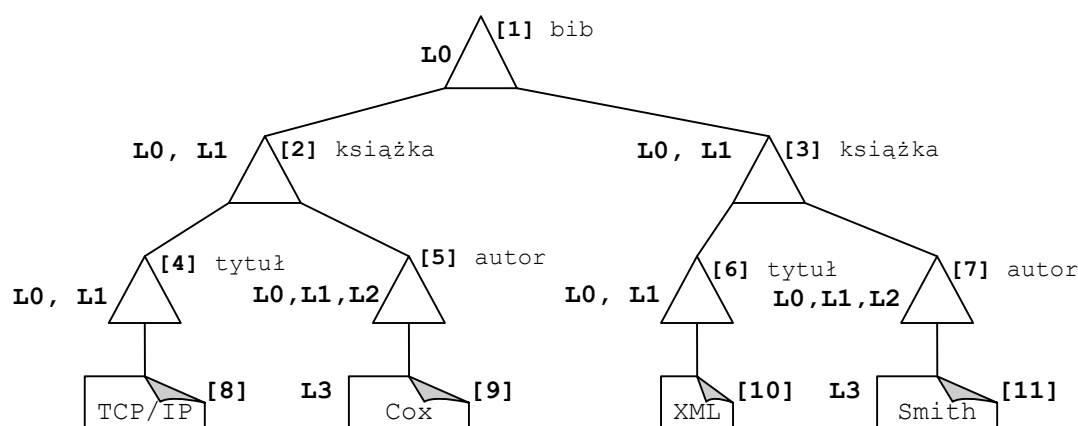 [1] bib
L0
L0, L1 [2] książka L0, L1 [3] książka
[4] tytuł [5] autor [6] tytuł [7] autor
L0, L1 L0,L1,L2 L0, L1 L0,L1,L2
[8] L3 [9] [10] L3 [11]
TCP/IP Cox XML Smith